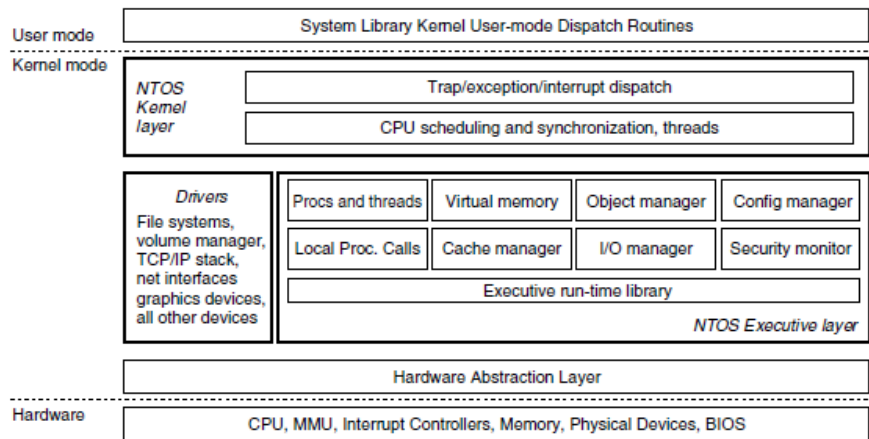 System Library Kernel User-mode Dispatch Routines
User mode
Kernel mode
NTOS
Kernel
layer
Trap/exception/interrupt dispatch
CPU scheduling and synchronization, threads
Drivers
File systems,
volume manager,
TCP/IP stack,
net interfaces
graphics devices,
all other devices
Procs and threads
Virtual memory
Object manager
Config manager
Local Proc. Calls
Cache manager
I/O manager
Security monitor
Executive run-time library
NTOS Executive layer
Hardware Abstraction Layer
Hardware
CPU, MMU, Interrupt Controllers, Memory, Physical Devices, BIOS